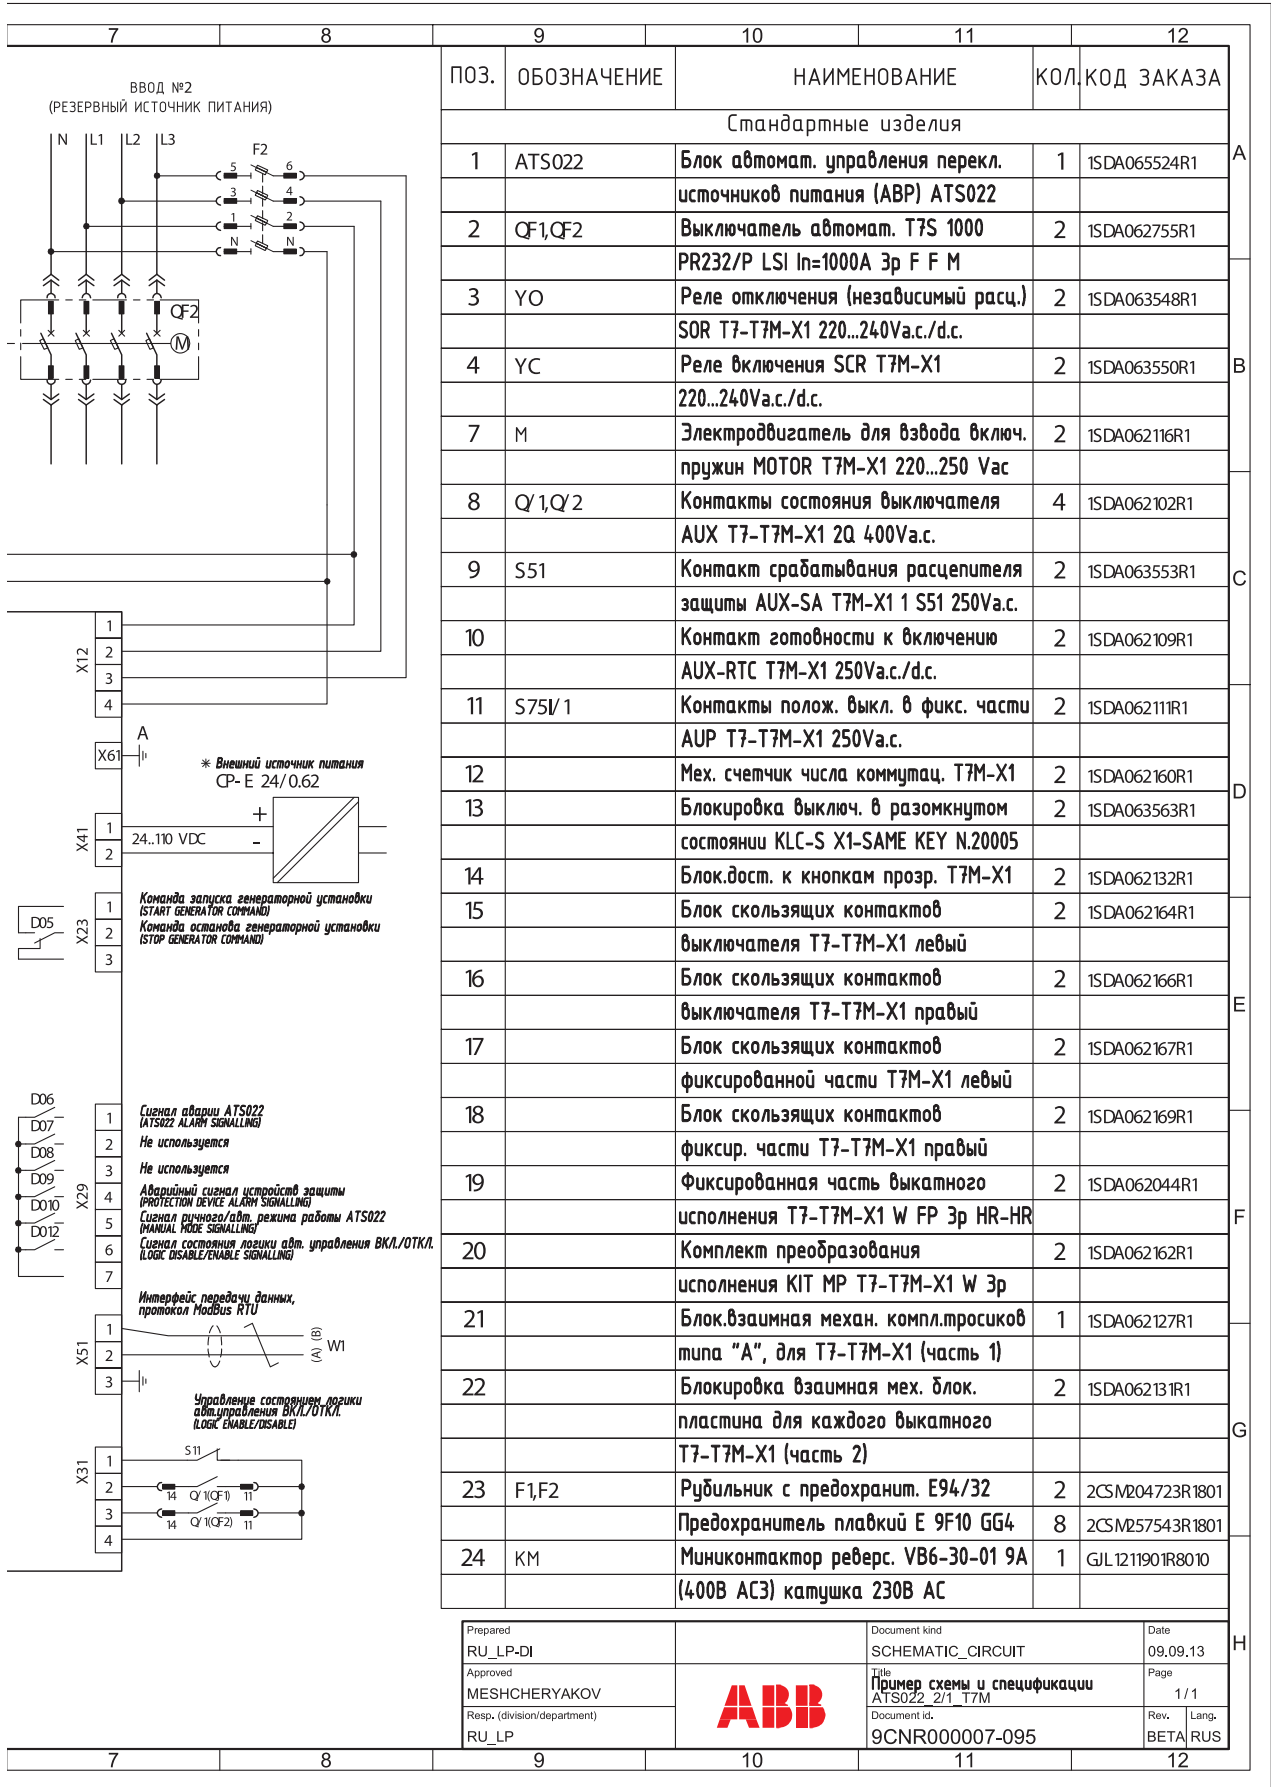 7 8 9 10 11 12
ВВОД №2
(РЕЗЕРВНЫЙ ИСТОЧНИК ПИТАНИЯ)
N L1 L2 L3
F2
5 6
3 4
1 2
N N
QF2
M
X12
1
2
3
4
X61
A
* Внешний источник питания
CP-E 24/0.62
X41
1
2
24..110 VDC
+
-
D05
X23
1
2
3
Команда запуска генераторной установки
(START GENERATOR COMMAND)
Команда останова генераторной установки
(STOP GENERATOR COMMAND)
D06
D07
D08
D09
D010
D012
X29
1
Сигнал аварии ATS022
(ATS022 ALARM SIGNALLING)
2
Не используется
3
Не используется
4
Аварийный сигнал устройств защиты
(PROTECTION DEVICE ALARM SIGNALLING)
5
Сигнал ручного/авт. режима работы ATS022
(MANUAL MODE SIGNALLING)
6
Сигнал состояния логики авт. управления ВКЛ./ОТКЛ.
(LOGIC DISABLE/ENABLE SIGNALLING)
7
Интерфейс передачи данных,
протокол ModBus RTU
X51
1
2
3
(B)
(A)
W1
Управление состоянием логики
авт.управления ВКЛ./ОТКЛ.
(LOGIC ENABLE/DISABLE)
X31
1
2
3
4
S11
14 Q/1(QF1) 11
14 Q/1(QF2) 11
ПОЗ. ОБОЗНАЧЕНИЕ НАИМЕНОВАНИЕ КОЛ. КОД ЗАКАЗА
Стандартные изделия
1 ATS022 Блок автомат. управления перекл. 1 1SDA065524R1
источников питания (АВР) ATS022
2 QF1,QF2 Выключатель автомат. T7S 1000 2 1SDA062755R1
PR232/P LSI In=1000A 3p F F M
3 YO Реле отключения (независимый расц.) 2 1SDA063548R1
SOR T7-T7M-X1 220...240Va.c./d.c.
4 YC Реле включения SCR T7M-X1 2 1SDA063550R1
220...240Va.c./d.c.
7 M Электродвигатель для взвода включ. 2 1SDA062116R1
пружин MOTOR T7M-X1 220...250 Vac
8 Q/1,Q/2 Контакты состояния выключателя 4 1SDA062102R1
AUX T7-T7M-X1 2Q 400Va.c.
9 S51 Контакт срабатывания расцепителя 2 1SDA063553R1
защиты AUX-SA T7M-X1 1 S51 250Va.c.
10 Контакт готовности к включению 2 1SDA062109R1
AUX-RTC T7M-X1 250Va.c./d.c.
11 S75I/1 Контакты полож. выкл. в фикс. части 2 1SDA062111R1
AUP T7-T7M-X1 250Va.c.
12 Мех. счетчик числа коммутац. T7M-X1 2 1SDA062160R1
13 Блокировка выключ. в разомкнутом 2 1SDA063563R1
состоянии KLC-S X1-SAME KEY N.20005
14 Блок.дост. к кнопкам прозр. T7M-X1 2 1SDA062132R1
15 Блок скользящих контактов 2 1SDA062164R1
выключателя T7-T7M-X1 левый
16 Блок скользящих контактов 2 1SDA062166R1
выключателя T7-T7M-X1 правый
17 Блок скользящих контактов 2 1SDA062167R1
фиксированной части T7M-X1 левый
18 Блок скользящих контактов 2 1SDA062169R1
фиксир. части T7-T7M-X1 правый
19 Фиксированная часть выкатного 2 1SDA062044R1
исполнения T7-T7M-X1 W FP 3p HR-HR
20 Комплект преобразования 2 1SDA062162R1
исполнения KIT MP T7-T7M-X1 W 3p
21 Блок.взаимная механ. компл.тросиков 1 1SDA062127R1
типа "А", для T7-T7M-X1 (часть 1)
22 Блокировка взаимная мех. блок. 2 1SDA062131R1
пластина для каждого выкатного
T7-T7M-X1 (часть 2)
23 F1,F2 Рубильник с предохранит. E94/32 2 2CSM204723R1801
Предохранитель плавкий E 9F10 GG4 8 2CSM257543R1801
24 KM Миниконтактор реверс. VB6-30-01 9A 1 GJL1211901R8010
(400В AC3) катушка 230В AC
A
B
C
D
E
F
G
H
Prepared
RU_LP-DI
Approved
MESHCHERYAKOV
Resp. (division/department)
RU_LP
ABB
Document kind
SCHEMATIC_CIRCUIT
Title
Пример схемы и спецификации
ATS022_2/1_T7M
Document id.
9CNR000007-095
Date
09.09.13
Page
1/1
Rev. Lang.
BETA RUS
7 8 9 10 11 12